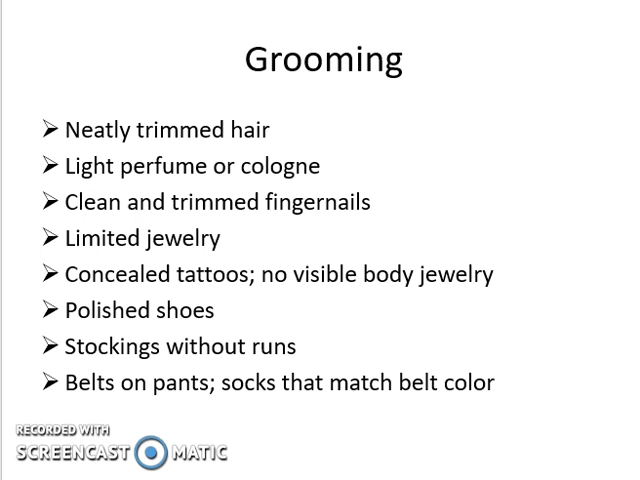 Grooming
Neatly trimmed hair
Light perfume or cologne
Clean and trimmed fingernails
Limited jewelry
Concealed tattoos; no visible body jewelry
Polished shoes
Stockings without runs
Belts on pants; socks that match belt color
RECORDED WITH
SCREENCAST MATIC